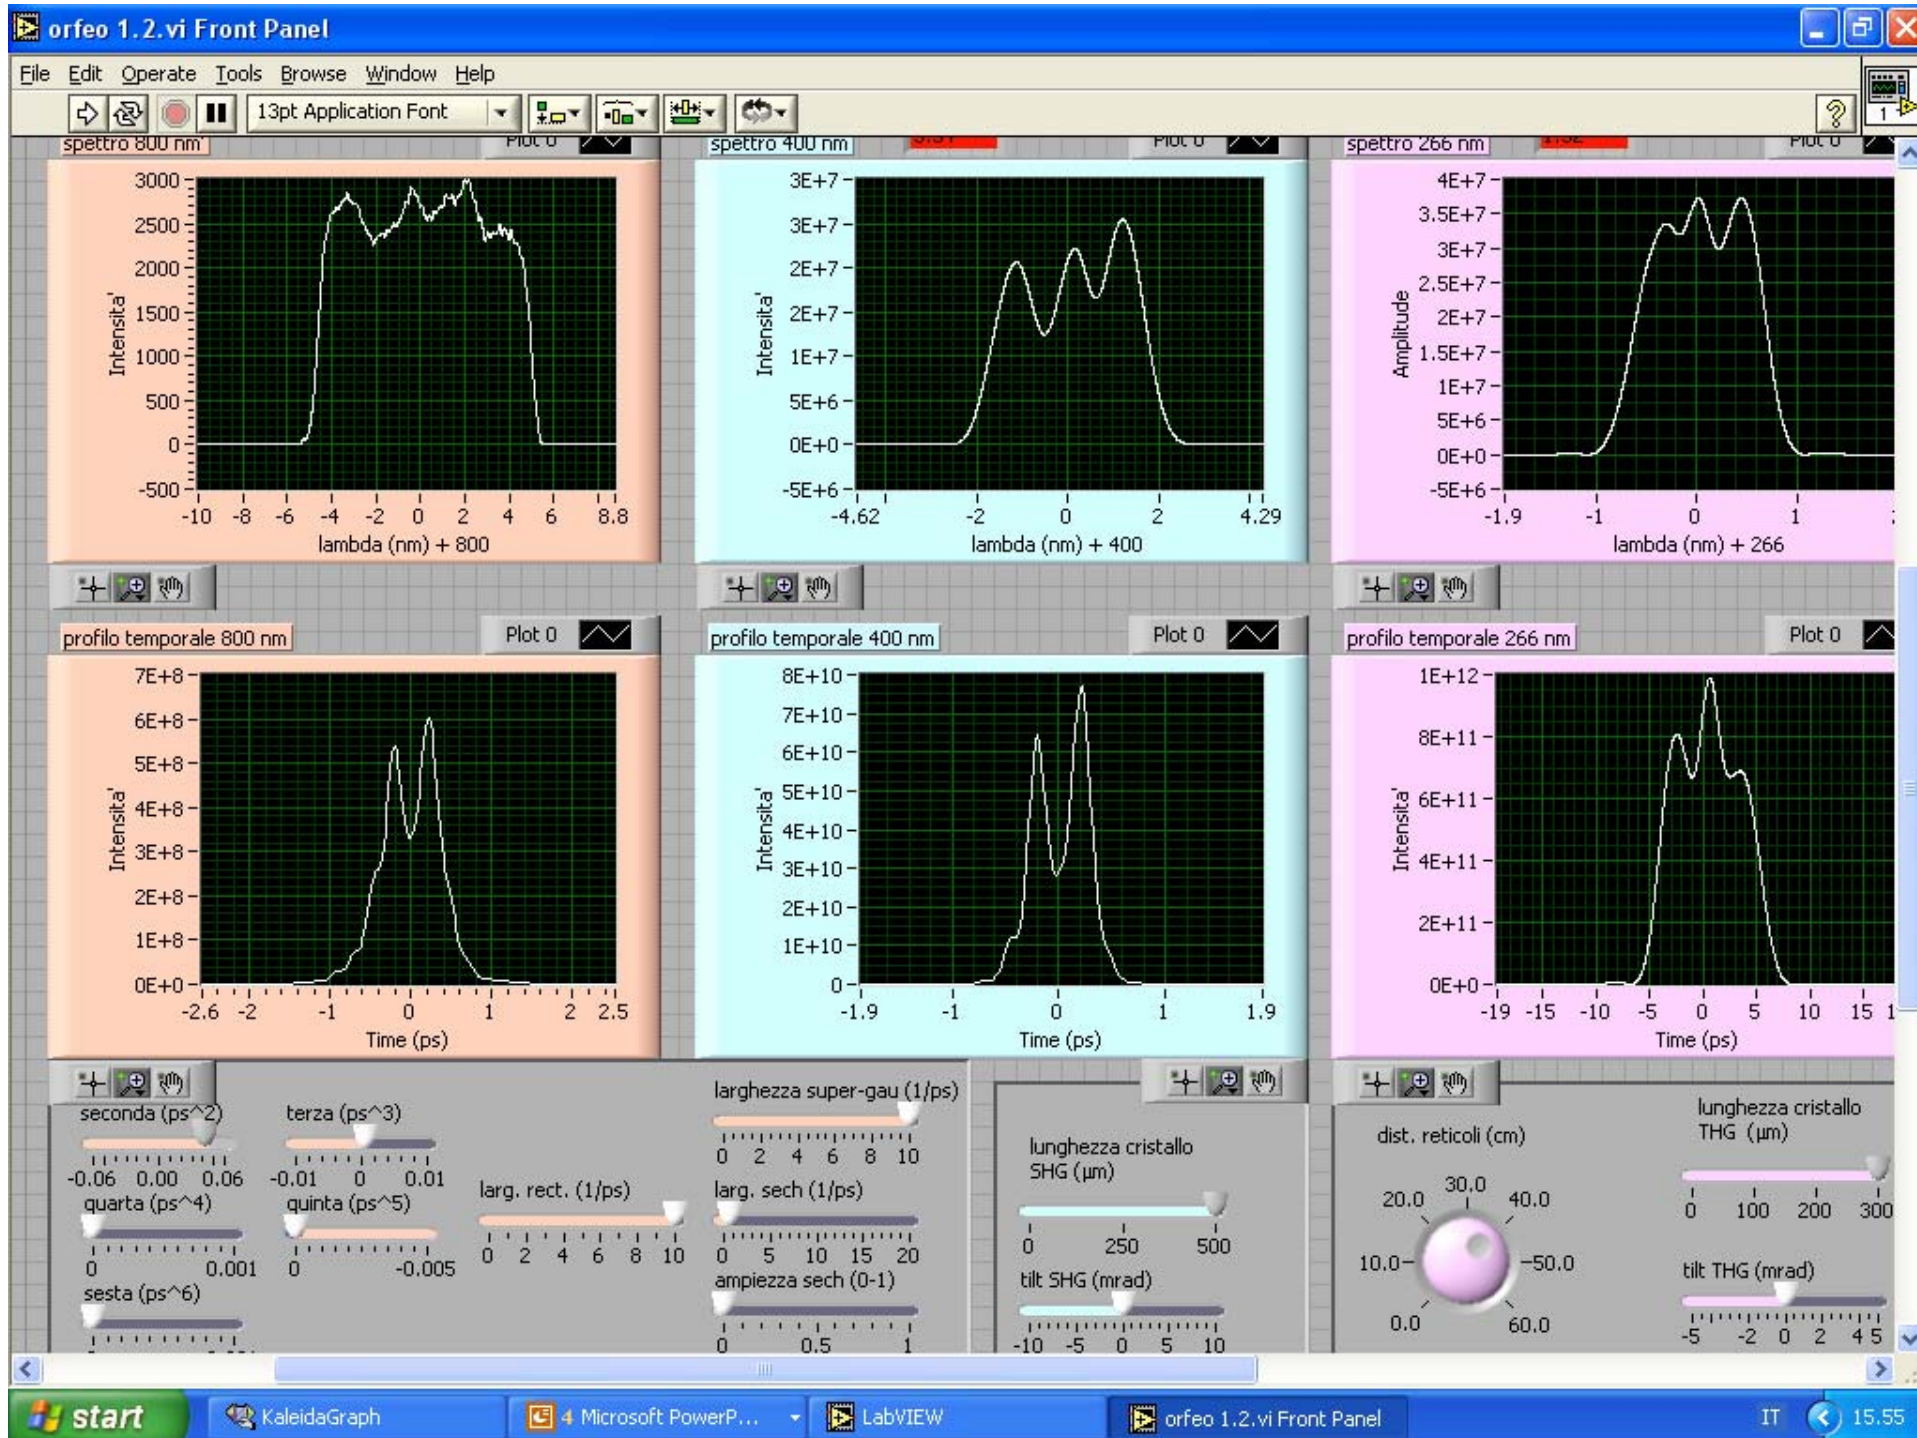 orfeo 1.2.vi Front Panel
File Edit Operate Tools Browse Window Help
13pt Application Font
1
spettro 800 nm'
Plot 0
spettro 400 nm
Plot 0
spettro 266 nm
Plot 0
3000
2500
2000
1500
1000
500
0
-500
Intensita'
-10 -8 -6 -4 -2 0 2 4 6 8.8
lambda (nm) + 800
3E+7
3E+7
2E+7
2E+7
1E+7
5E+6
0E+0
-5E+6
Intensita'
-4.62 -2 0 2 4.29
lambda (nm) + 400
4E+7
3.5E+7
3E+7
2.5E+7
2E+7
1.5E+7
1E+7
5E+6
0E+0
-5E+6
Amplitude
-1.9 -1 0 1
lambda (nm) + 266
profilo temporale 800 nm
Plot 0
profilo temporale 400 nm
Plot 0
profilo temporale 266 nm
Plot 0
7E+8
6E+8
5E+8
4E+8
3E+8
2E+8
1E+8
0E+0
Intensita'
-2.6 -2 -1 0 1 2 2.5
Time (ps)
8E+10
7E+10
6E+10
5E+10
4E+10
3E+10
2E+10
1E+10
0
Intensita'
-1.9 -1 0 1 1.9
Time (ps)
1E+12
8E+11
6E+11
4E+11
2E+11
0E+0
Intensita'
-19 -15 -10 -5 0 5 10 15 1
Time (ps)
seconda (ps^2)
-0.06 0.00 0.06
terza (ps^3)
-0.01 0 0.01
quarta (ps^4)
0 0.001
quinta (ps^5)
0 -0.005
sesta (ps^6)
larg. rect. (1/ps)
0 2 4 6 8 10
larghezza super-gau (1/ps)
0 2 4 6 8 10
larg. sech (1/ps)
0 5 10 15 20
ampiezza sech (0-1)
0 0.5 1
lunghezza cristallo
SHG (µm)
0 250 500
tilt SHG (mrad)
-10 -5 0 5 10
dist. reticoli (cm)
0.0 10.0 20.0 30.0 40.0 50.0 60.0
lunghezza cristallo
THG (µm)
0 100 200 300
tilt THG (mrad)
-5 -2 0 2 4 5
start
KaleidaGraph
4 Microsoft PowerP...
LabVIEW
orfeo 1.2.vi Front Panel
IT
15.55